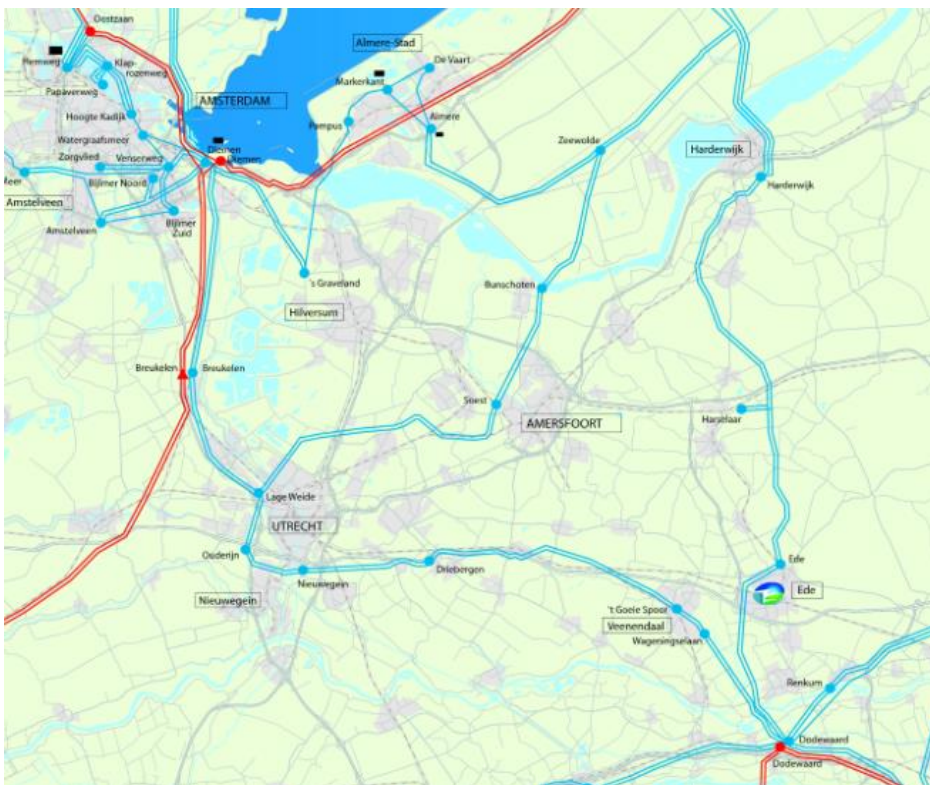 Oostzaan
Almere-Stad
Hemweg
Klap-
rozenweg
De Vaart
Papaverweg
Markerkant
AMSTERDAM
Hoogte Kadijk
Pampus
Almere
Watergraafsmeer
Zeewolde
Harderwijk
Diemen
Diemen
Zorgvlied
Venserweg
Meer
Bijlmer Noord
Harderwijk
Amstelveen
Amstelveen
Bijlmer
Zuid
's Graveland
Bunschoten
Hilversum
Breukelen
Breukelen
Soest
Harselaar
AMERSFOORT
Lage Weide
UTRECHT
Ouderijn
Driebergen
Ede
Nieuwegein
Ede
Nieuwegein
't Goeie Spoor
Veenendaal
Wageningselaan
Renkum
Dodewaard
Dodewaard